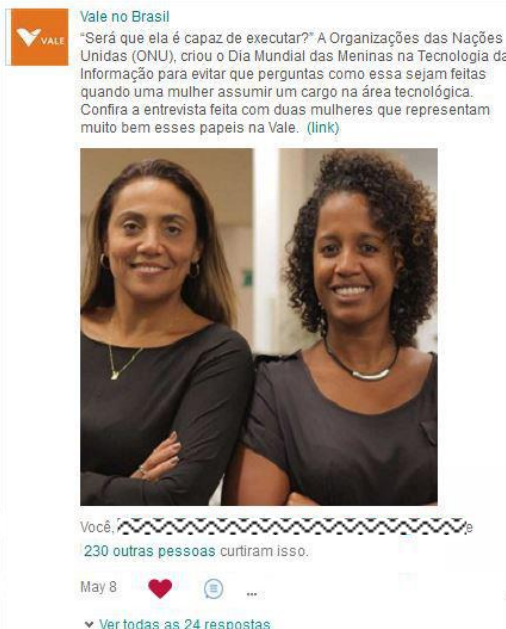 VALE
Vale no Brasil
“Será que ela é capaz de executar?” A Organizações das Nações
Unidas (ONU), criou o Dia Mundial das Meninas na Tecnologia da
Informação para evitar que perguntas como essa sejam feitas
quando uma mulher assumir um cargo na área tecnológica.
Confira a entrevista feita com duas mulheres que representam
muito bem esses papeis na Vale. (link)
Você, e
230 outras pessoas curtiram isso.
May 8 ...
Ver todas as 24 respostas